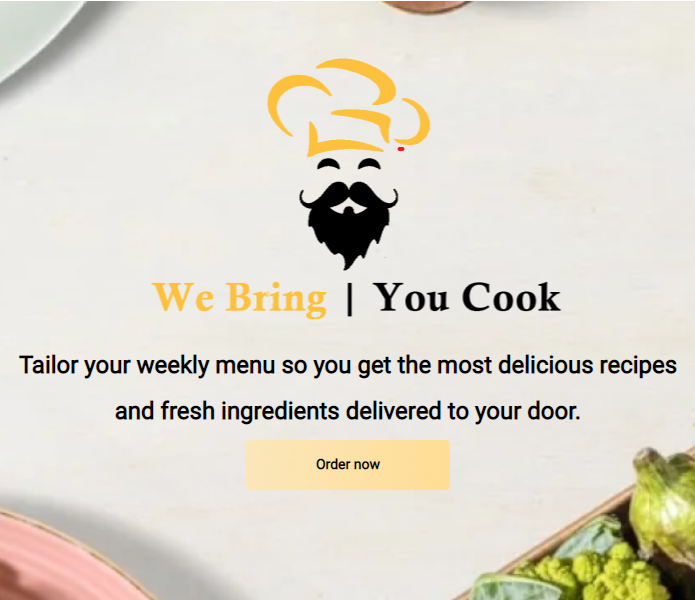 We Bring | You Cook
Tailor your weekly menu so you get the most delicious recipes
and fresh ingredients delivered to your door.
Order now